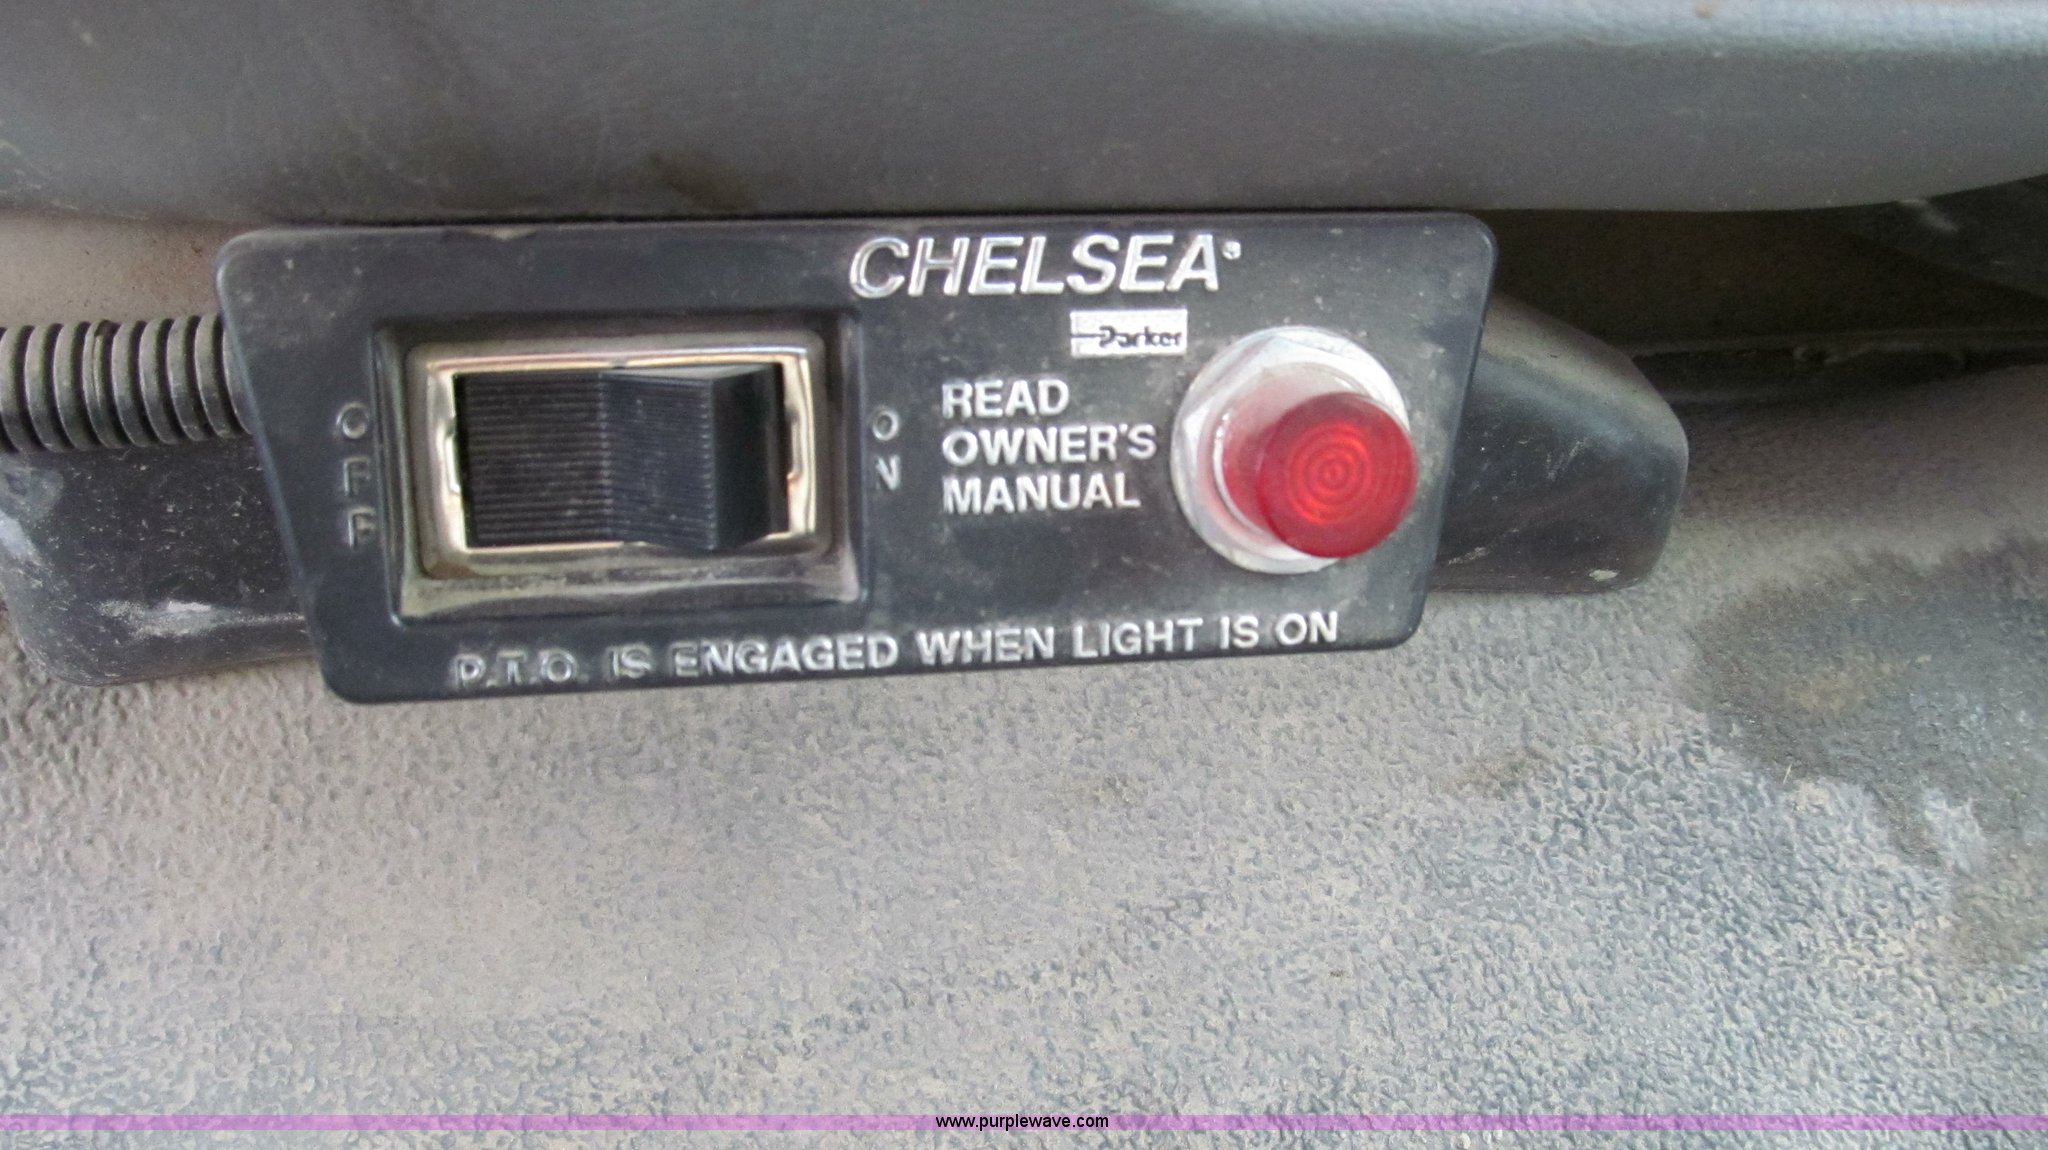 CHELSEA®
Parker
OFF
ON
READ
OWNER'S
MANUAL
P.T.O. IS ENGAGED WHEN LIGHT IS ON
www.purplewave.com